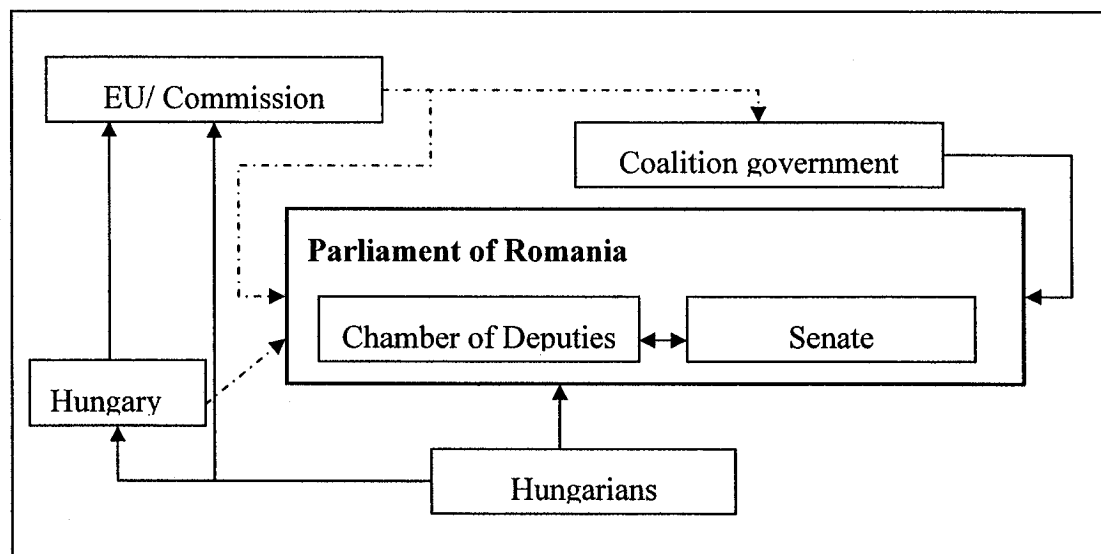 EU/ Commission
Coalition government
Parliament of Romania
Chamber of Deputies
Senate
Hungary
Hungarians